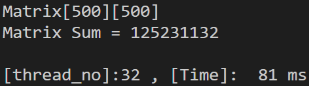 Matrix[500][500]
Matrix Sum = 125231132
[thread_no]:32 , [Time]:  81 ms